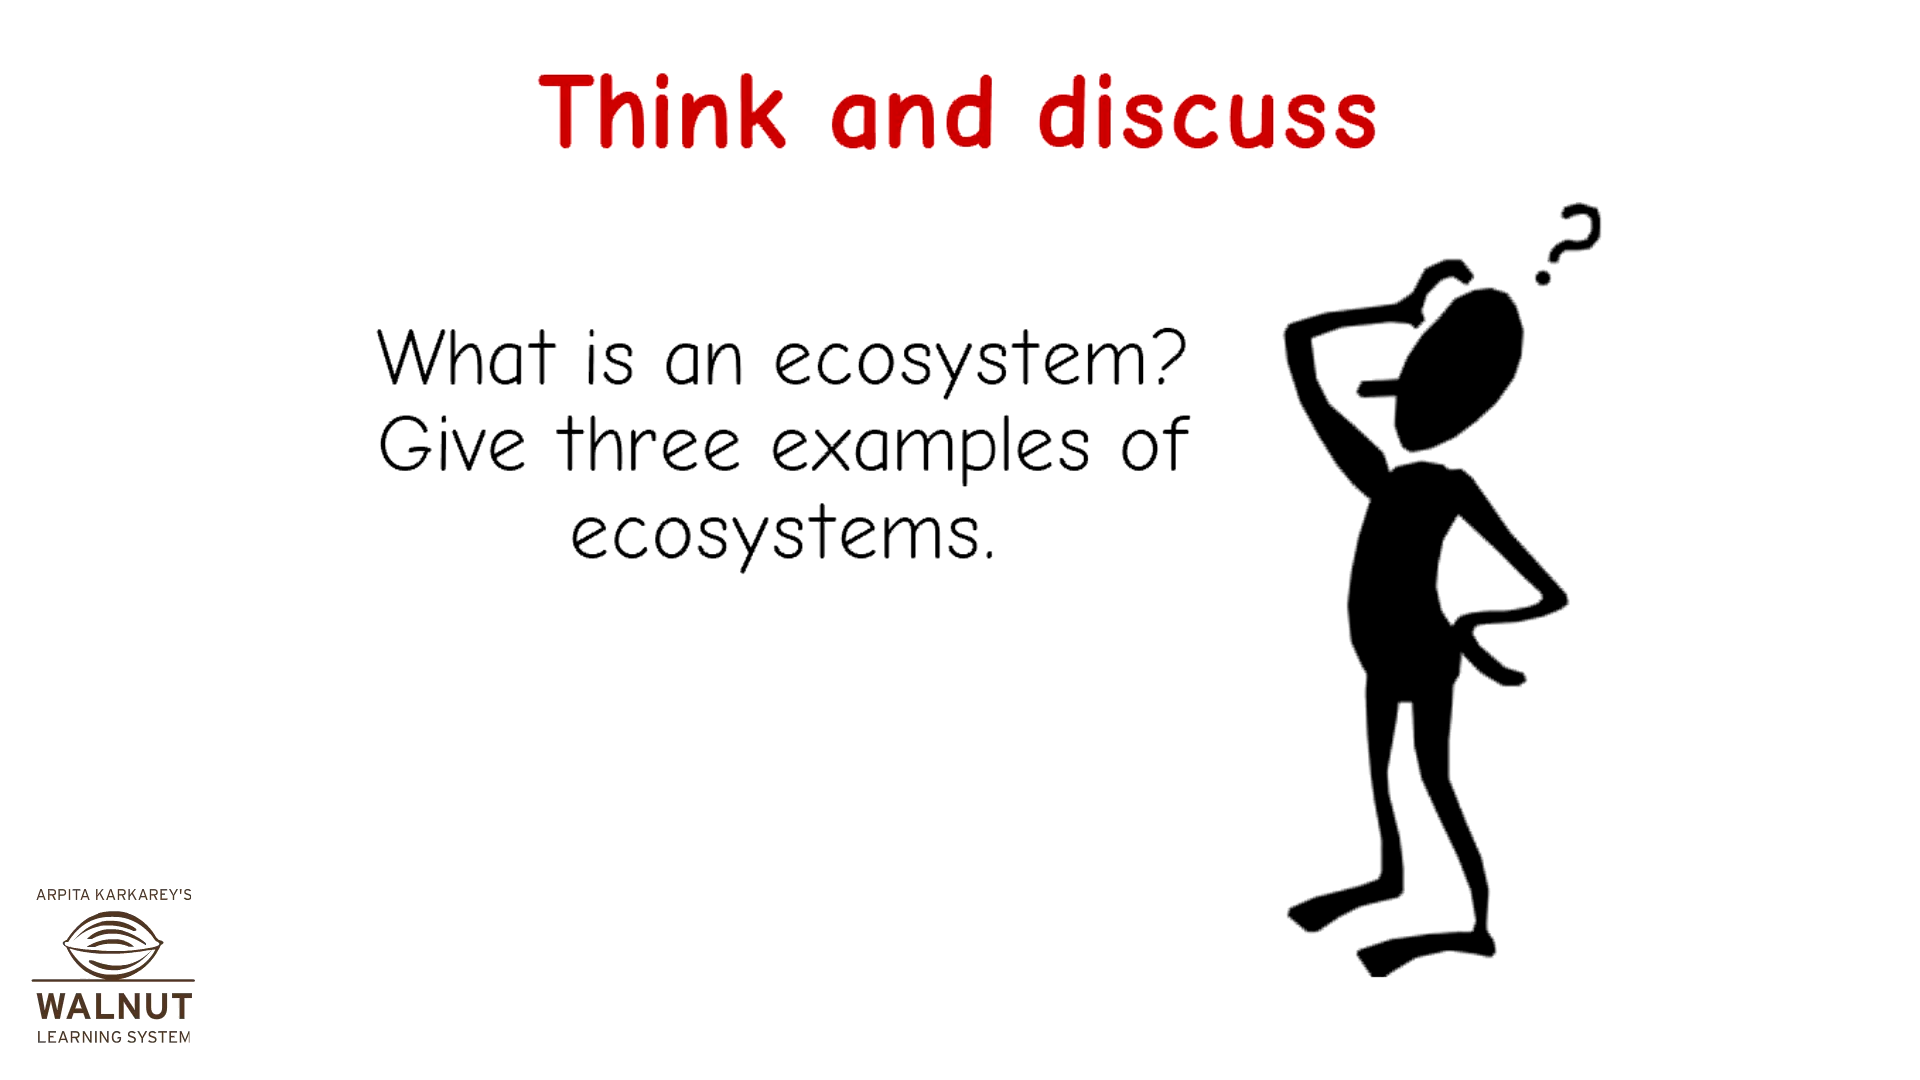 Think and discuss
?
What is an ecosystem?
Give three examples of
ecosystems.
ARPITA KARKAREY'S
WALNUT
LEARNING SYSTEM